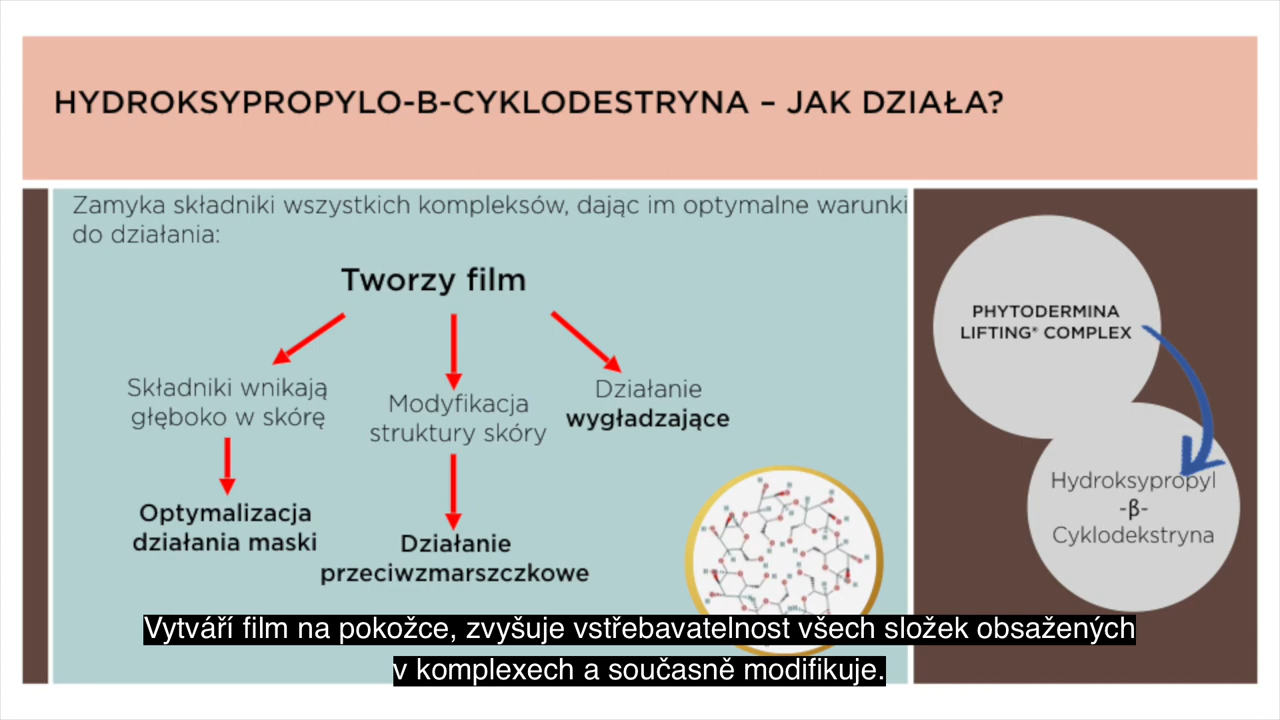 HYDROKSYPROPYLO-B-CYKLODESTRYNA – JAK DZIAŁA?
Zamyka składniki wszystkich kompleksów, dając im optymalne warunki
do działania:
Tworzy film
Składniki wnikają
głęboko w skórę
Modyfikacja
struktury skóry
Działanie
wygładzające
Optymalizacja
działania maski
Działanie
przeciwzmarszczkowe
PHYTODERMINA
LIFTING® COMPLEX
Hydroksypropyl
-β-
Cyklodekstryna
Vytváří film na pokožce, zvyšuje vstřebavatelnost všech složek obsažených
v komplexech a současně modifikuje.